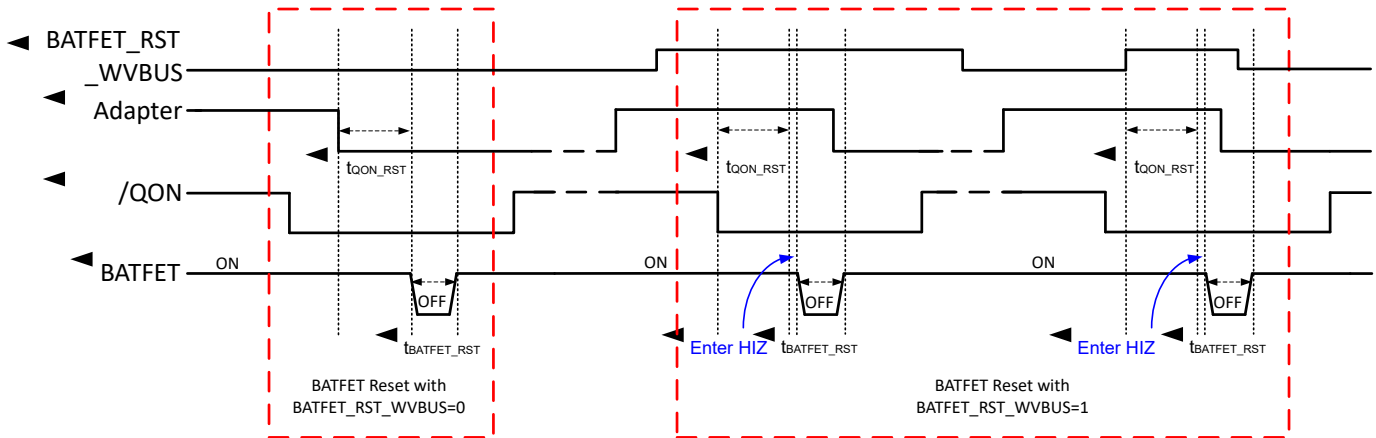 BATFET_RST
_WVBUS
Adapter
tQON_RST tQON_RST tQON_RST
/QON
BATFET ON ON ON
OFF OFF OFF
tBATFET_RST Enter HIZ tBATFET_RST Enter HIZ tBATFET_RST
BATFET Reset with
BATFET_RST_WVBUS=0
BATFET Reset with
BATFET_RST_WVBUS=1